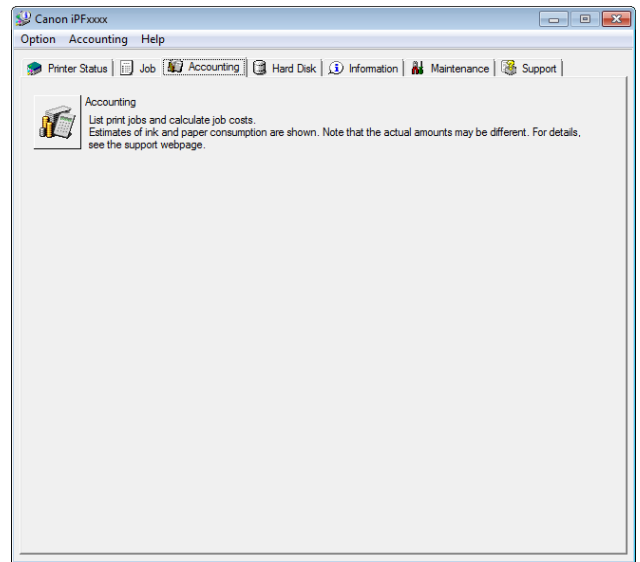 Canon iPFxxxx
Option Accounting Help
Printer Status Job Accounting Hard Disk Information Maintenance Support
Accounting
List print jobs and calculate job costs.
Estimates of ink and paper consumption are shown. Note that the actual amounts may be different. For details,
see the support webpage.